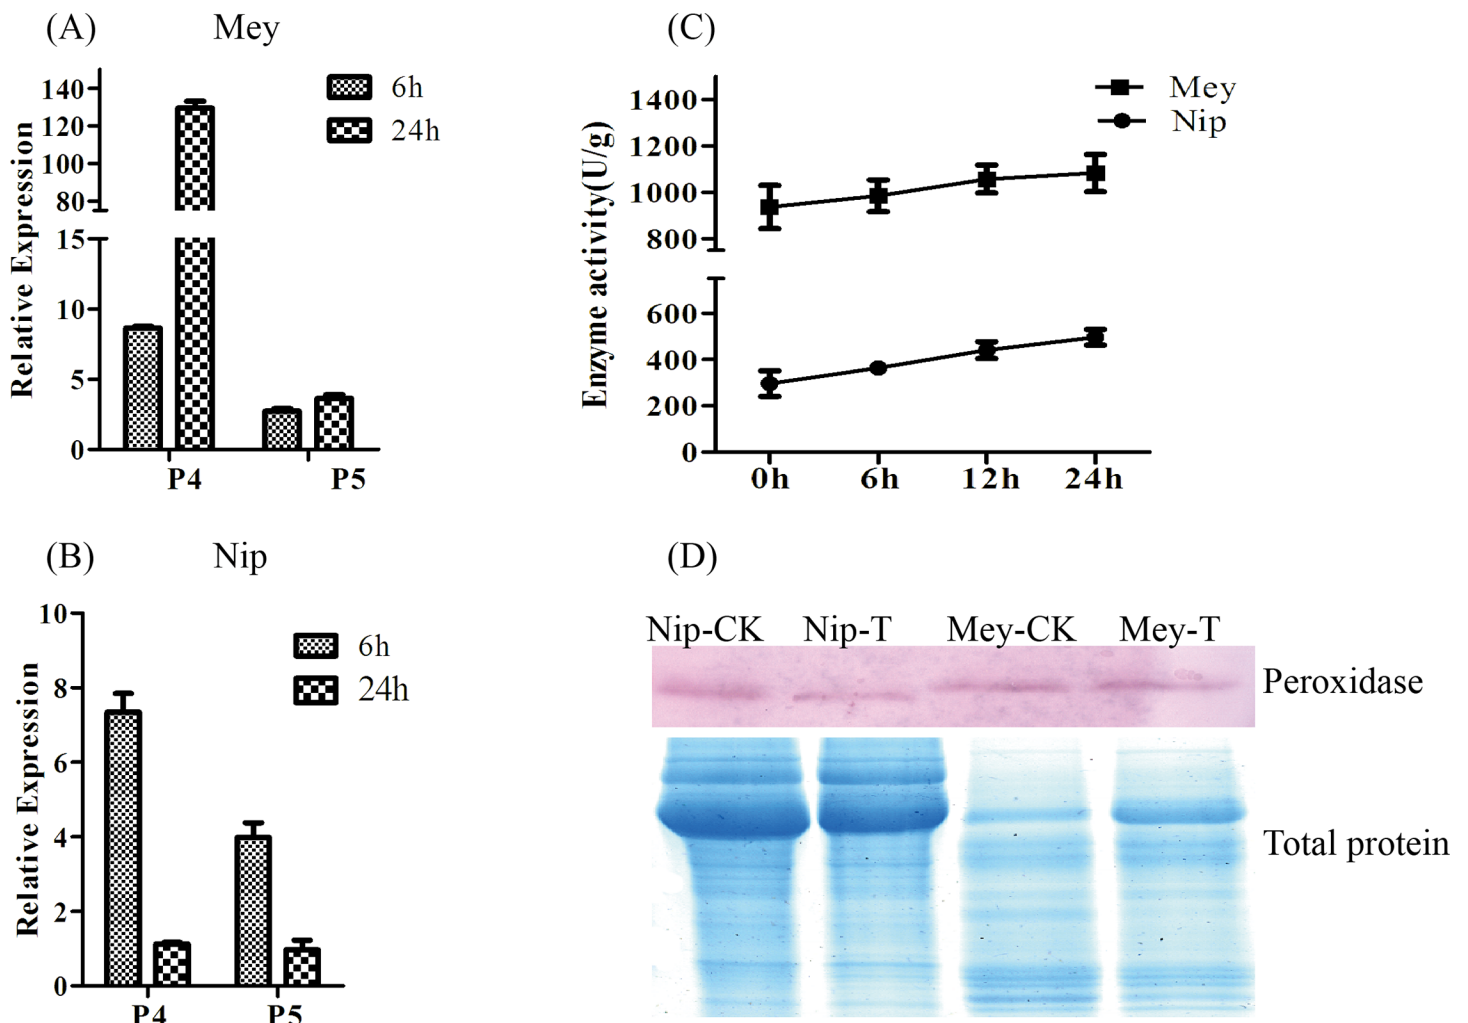 (A) Mey
Relative Expression
140
120
100
80
15
10
5
0
6h
24h
P4 P5
(C)
Enzyme activity(U/g)
1400
1200
1000
800
600
400
200
0
Mey
Nip
0h 6h 12h 24h
(B) Nip
Relative Expression
10
8
6
4
2
0
6h
24h
P4 P5
(D)
Nip-CK Nip-T Mey-CK Mey-T
Peroxidase
Total protein